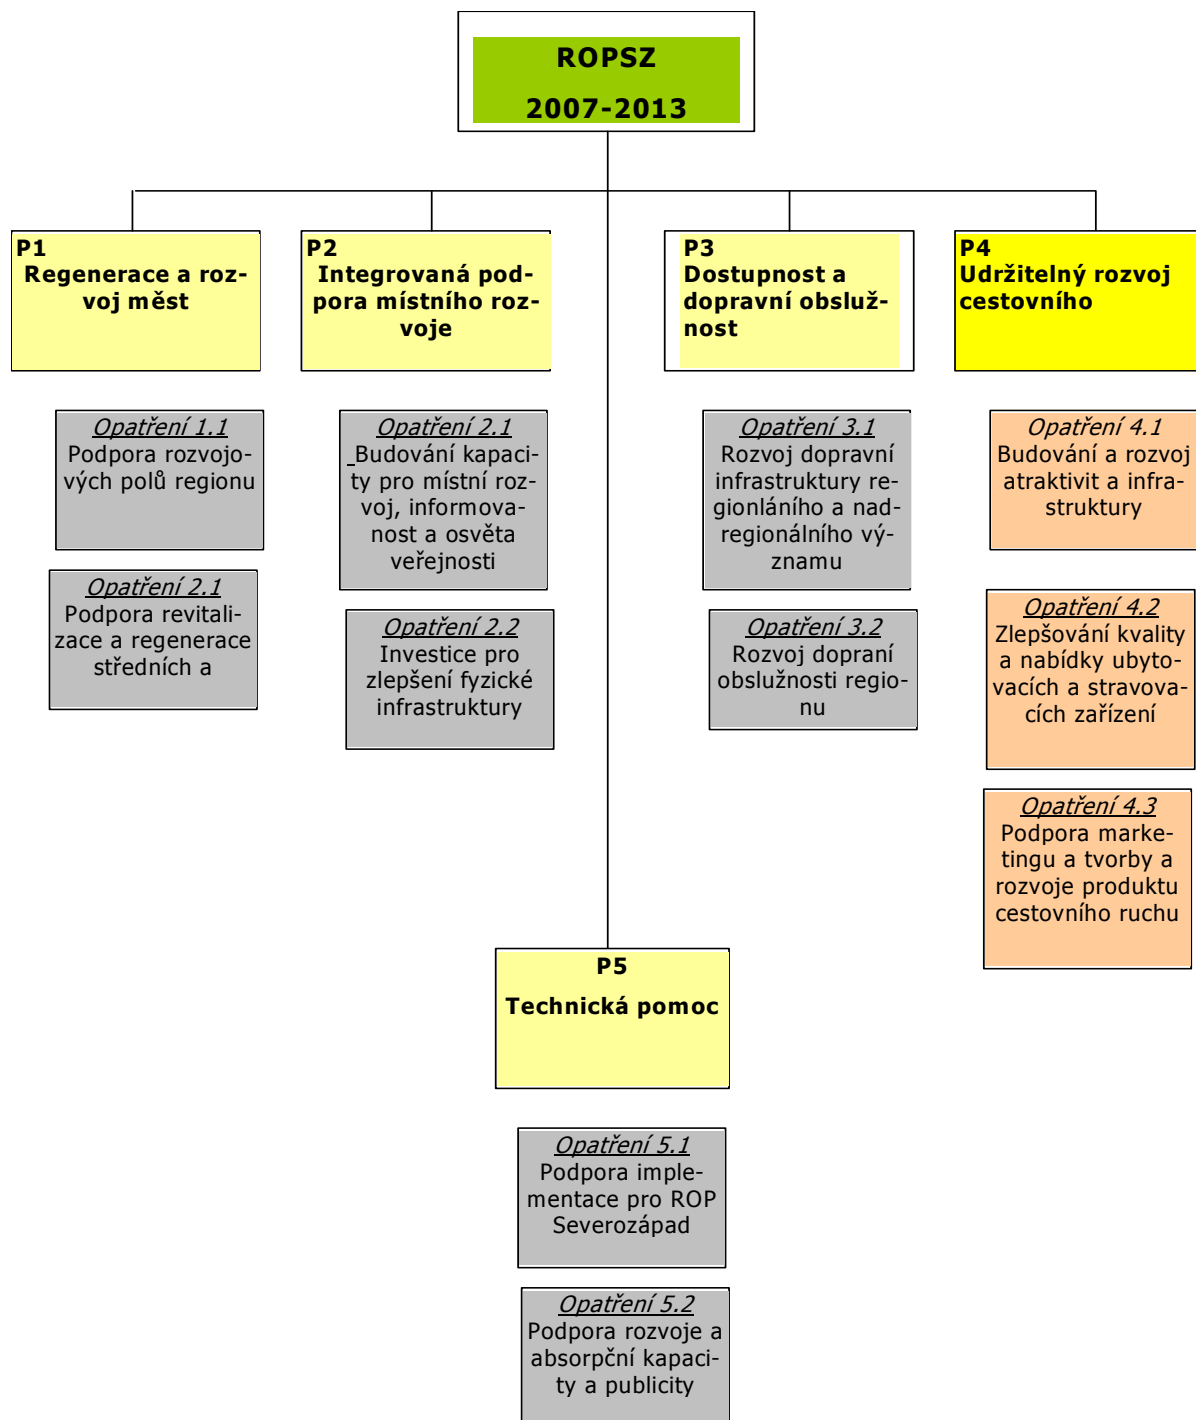 ROPSZ
2007-2013
P1
Regenerace a roz-
voj měst
P2
Integrovaná pod-
pora místního roz-
voje
P3
Dostupnost a
dopravní obsluž-
nost
P4
Udržitelný rozvoj
cestovního
Opatření 1.1
Podpora rozvojo-
vých polů regionu
Opatření 2.1
Podpora revitali-
zace a regenerace
středních a
Opatření 2.1
Budování kapaci-
ty pro místní roz-
voj, informova-
nost a osvěta
veřejnosti
Opatření 2.2
Investice pro
zlepšení fyzické
infrastruktury
Opatření 3.1
Rozvoj dopravní
infrastruktury re-
gionláního a nad-
regionálního vý-
znamu
Opatření 3.2
Rozvoj dopraní
obslužnosti regio-
nu
Opatření 4.1
Budování a rozvoj
atraktivit a infra-
struktury
Opatření 4.2
Zlepšování kvality
a nabídky ubyto-
vacích a stravova-
cích zařízení
Opatření 4.3
Podpora marke-
tingu a tvorby a
rozvoje produktu
cestovního ruchu
P5
Technická pomoc
Opatření 5.1
Podpora imple-
mentace pro ROP
Severozápad
Opatření 5.2
Podpora rozvoje a
absorpční kapaci-
ty a publicity